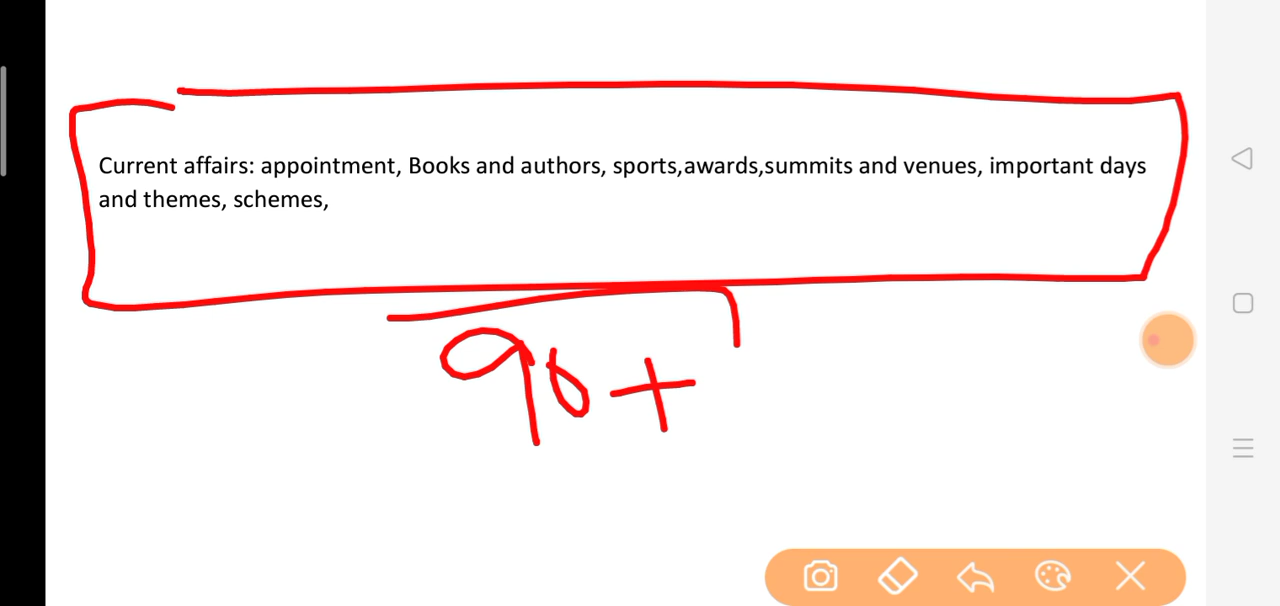 Current affairs: appointment, Books and authors, sports,awards,summits and venues, important days
and themes, schemes,
90+